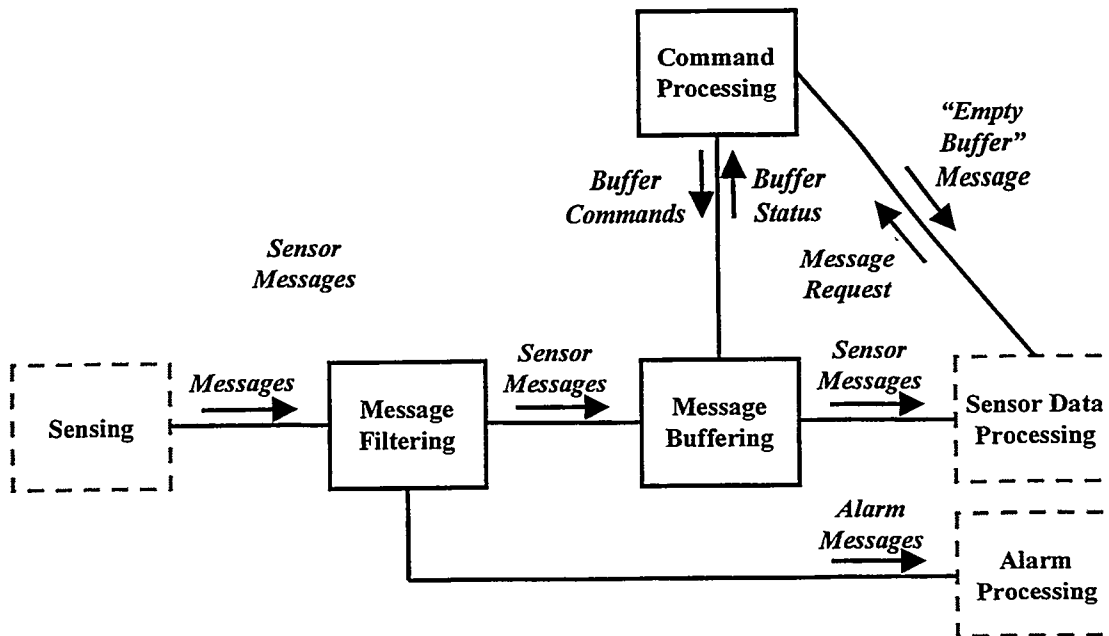 Command
Processing
“Empty
Buffer”
Message
Buffer
Commands
Buffer
Status
Message
Request
Sensor
Messages
Sensing
Messages
Message
Filtering
Sensor
Messages
Message
Buffering
Sensor
Messages
Sensor Data
Processing
Alarm
Messages
Alarm
Processing